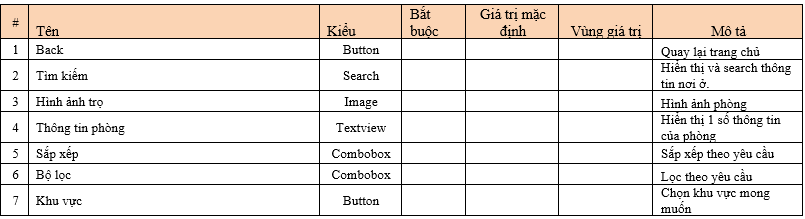 # Tên Kiểu Bắt buộc Giá trị mặc định Vùng giá trị Mô tả
1 Back Button Quay lại trang chủ
2 Tìm kiếm Search Hiển thị và search thông tin nơi ở.
3 Hình ảnh trọ Image Hình ảnh phòng
4 Thông tin phòng Textview Hiển thị 1 số thông tin của phòng
5 Sắp xếp Combobox Sắp xếp theo yêu cầu
6 Bộ lọc Combobox Lọc theo yêu cầu
7 Khu vực Button Chọn khu vực mong muốn